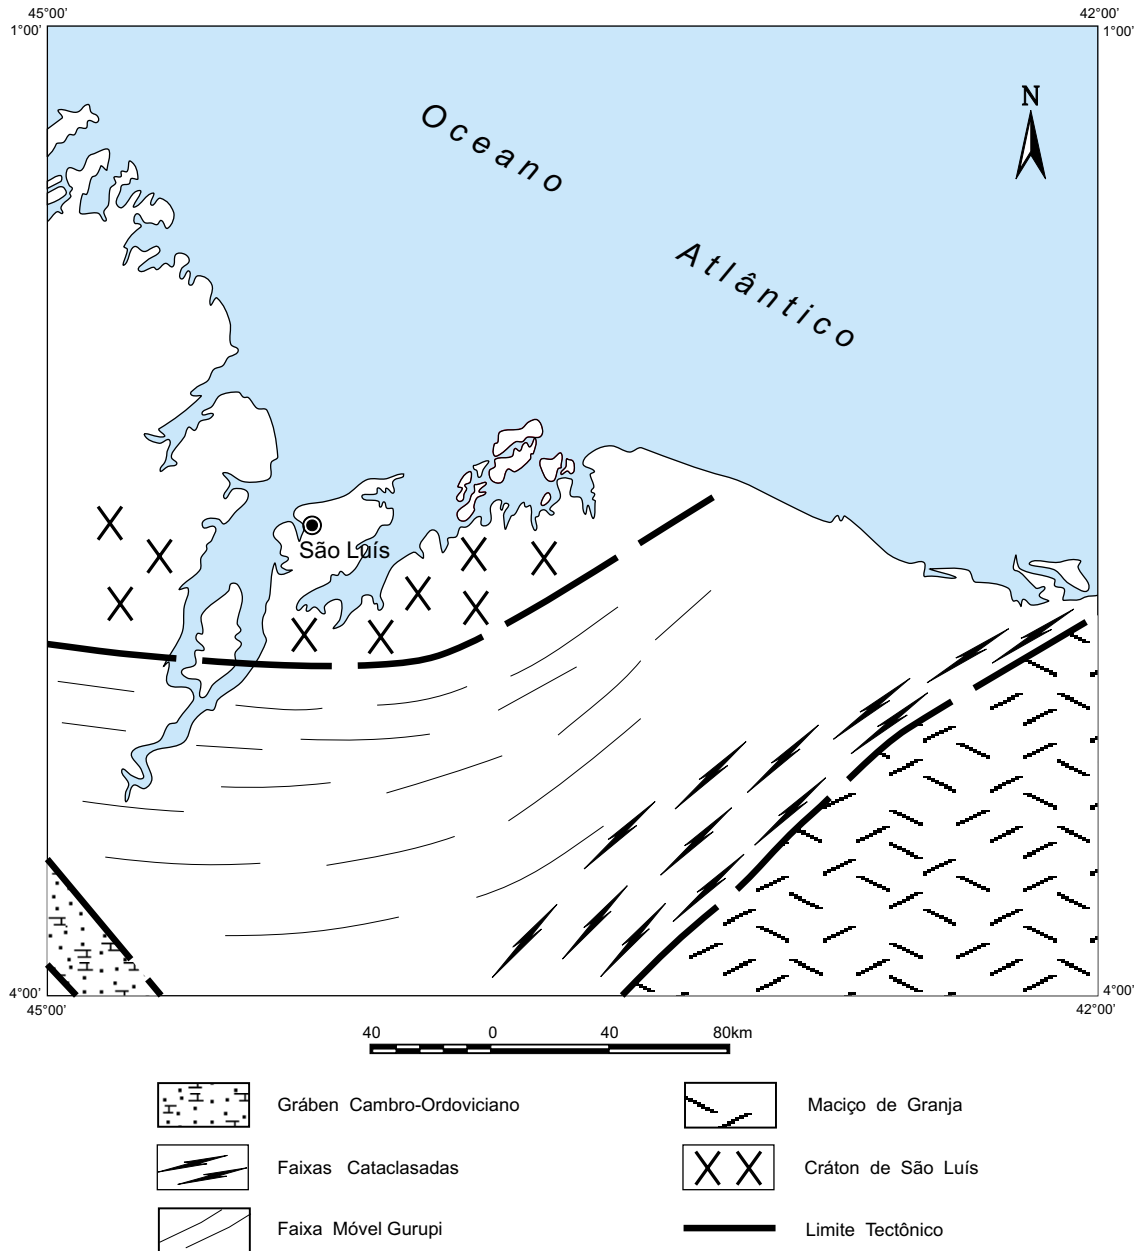 45°00'
42°00'
1°00'
1°00'
N
Oceano
Atlântico
São Luís
4°00'
4°00'
45°00'
42°00'
40 0 40 80km
Gráben Cambro-Ordoviciano
Maciço de Granja
Faixas Cataclasadas
Cráton de São Luís
Faixa Móvel Gurupi
Limite Tectônico